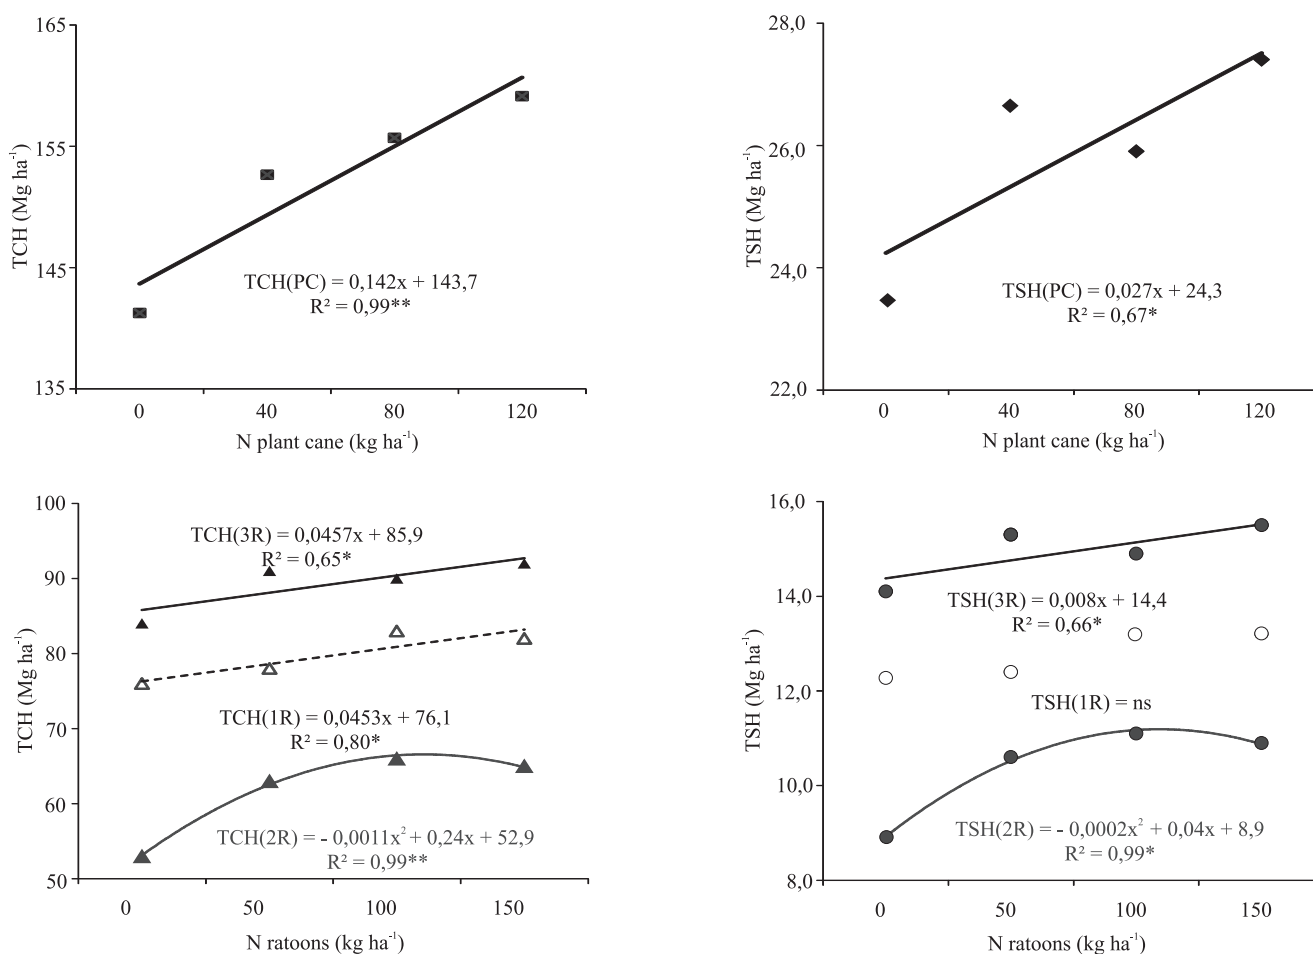 165
155
145
135
TCH (Mg ha⁻¹)
TCH(PC) = 0,142x + 143,7
R² = 0,99**
0 40 80 120
N plant cane (kg ha⁻¹)
28,0
26,0
24,0
22,0
TSH (Mg ha⁻¹)
TSH(PC) = 0,027x + 24,3
R² = 0,67*
0 40 80 120
N plant cane (kg ha⁻¹)
100
90
80
70
60
50
TCH (Mg ha⁻¹)
TCH(3R) = 0,0457x + 85,9
R² = 0,65*
TCH(1R) = 0,0453x + 76,1
R² = 0,80*
TCH(2R) = - 0,0011x² + 0,24x + 52,9
R² = 0,99**
0 50 100 150
N ratoons (kg ha⁻¹)
16,0
14,0
12,0
10,0
8,0
TSH (Mg ha⁻¹)
TSH(3R) = 0,008x + 14,4
R² = 0,66*
TSH(1R) = ns
TSH(2R) = - 0,0002x² + 0,04x + 8,9
R² = 0,99*
0 50 100 150
N ratoons (kg ha⁻¹)